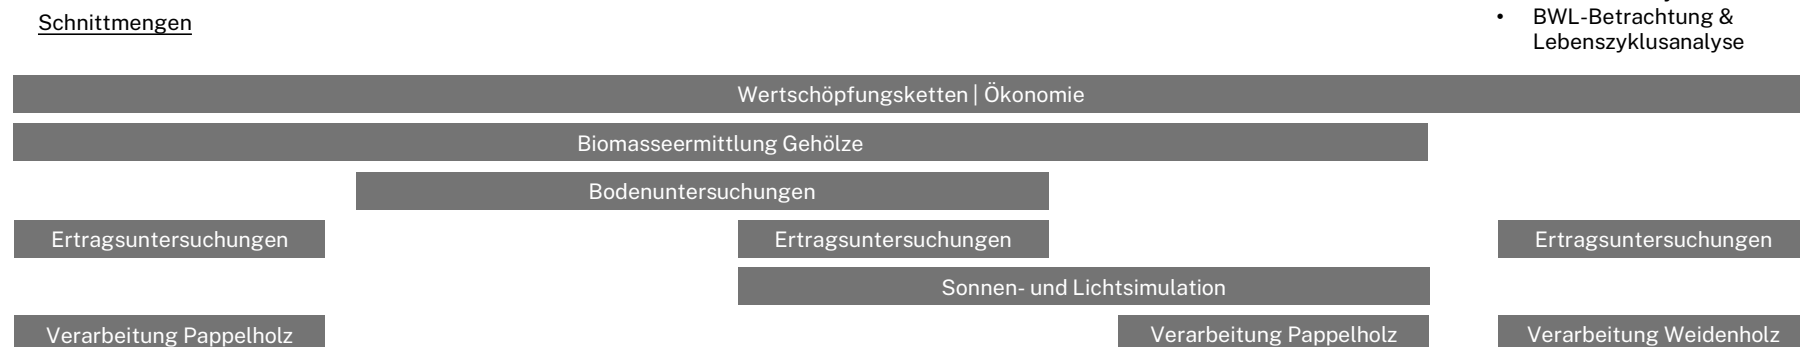 Schnittmengen
• BWL-Betrachtung &
Lebenszyklusanalyse
Wertschöpfungsketten | Ökonomie
Biomasseermittlung Gehölze
Bodenuntersuchungen
Ertragsuntersuchungen
Ertragsuntersuchungen
Ertragsuntersuchungen
Sonnen- und Lichtsimulation
Verarbeitung Pappelholz
Verarbeitung Pappelholz
Verarbeitung Weidenholz